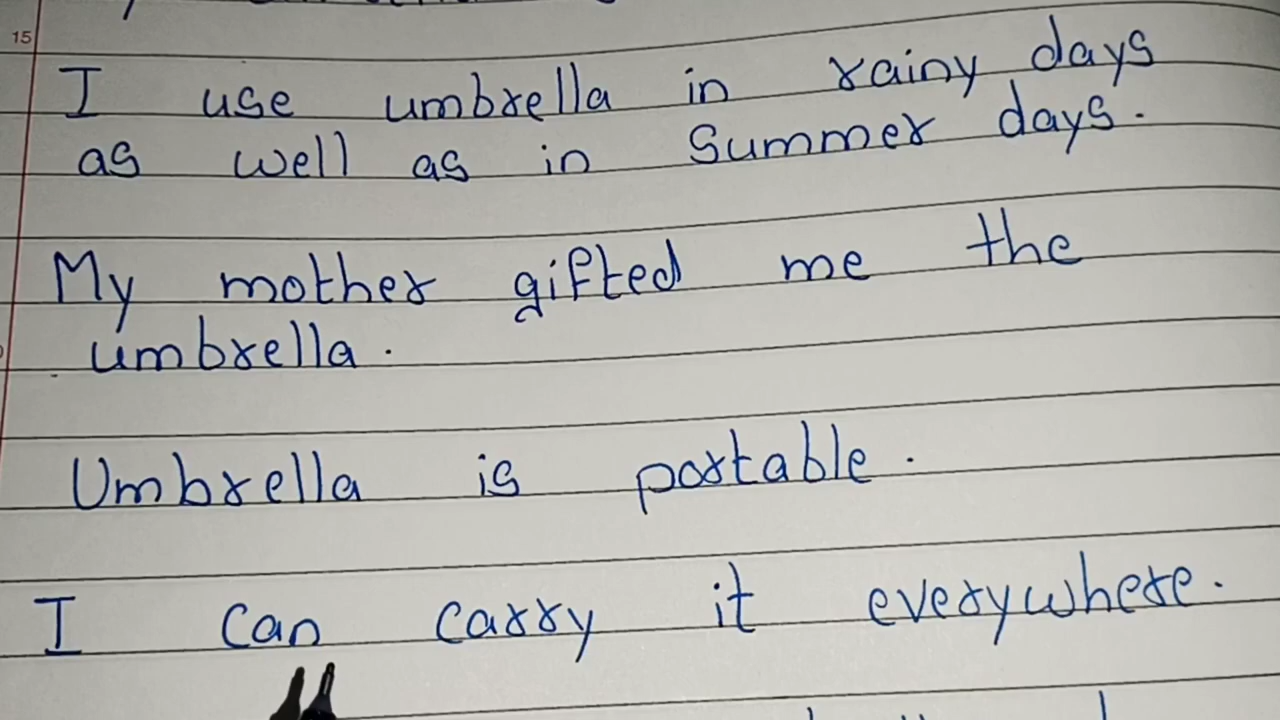 15
I use umbrella in rainy days
as well as in Summer days.
My mother gifted me the
umbrella.
Umbrella is portable.
I can carry it everywhere.